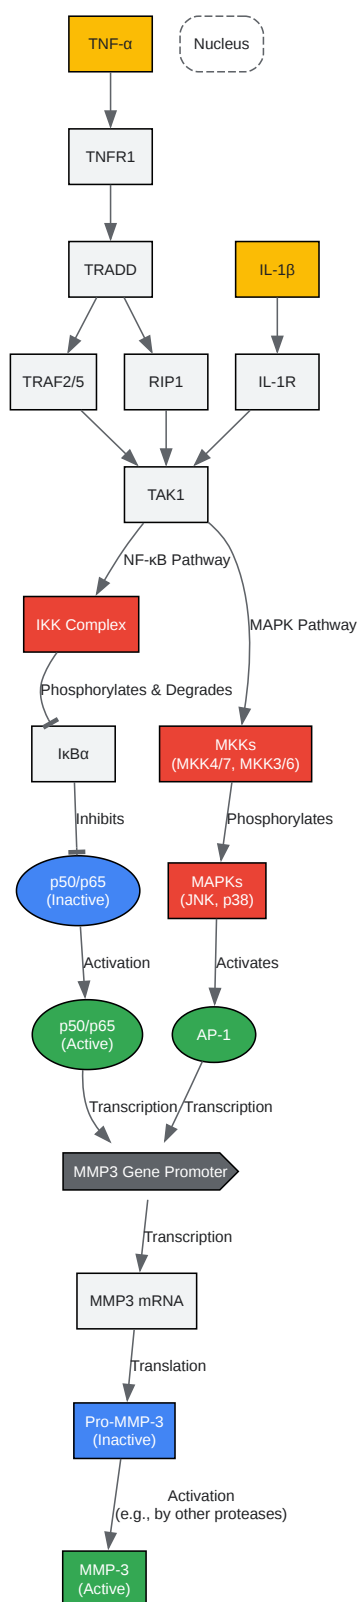 TNF-α
Nucleus
TNFR1
TRADD
IL-1β
TRAF2/5
RIP1
IL-1R
TAK1
NF-κB Pathway
IKK Complex
MAPK Pathway
Phosphorylates & Degrades
IκBα
MKKs
(MKK4/7, MKK3/6)
Inhibits
Phosphorylates
p50/p65
(Inactive)
MAPKs
(JNK, p38)
Activation
Activates
p50/p65
(Active)
AP-1
Transcription
Transcription
MMP3 Gene Promoter
Transcription
MMP3 mRNA
Translation
Pro-MMP-3
(Inactive)
Activation
(e.g., by other proteases)
MMP-3
(Active)